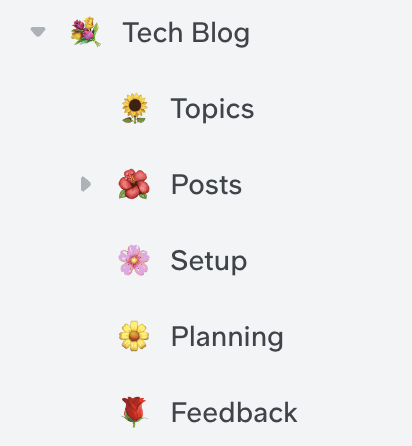 Tech Blog
Topics
Posts
Setup
Planning
Feedback